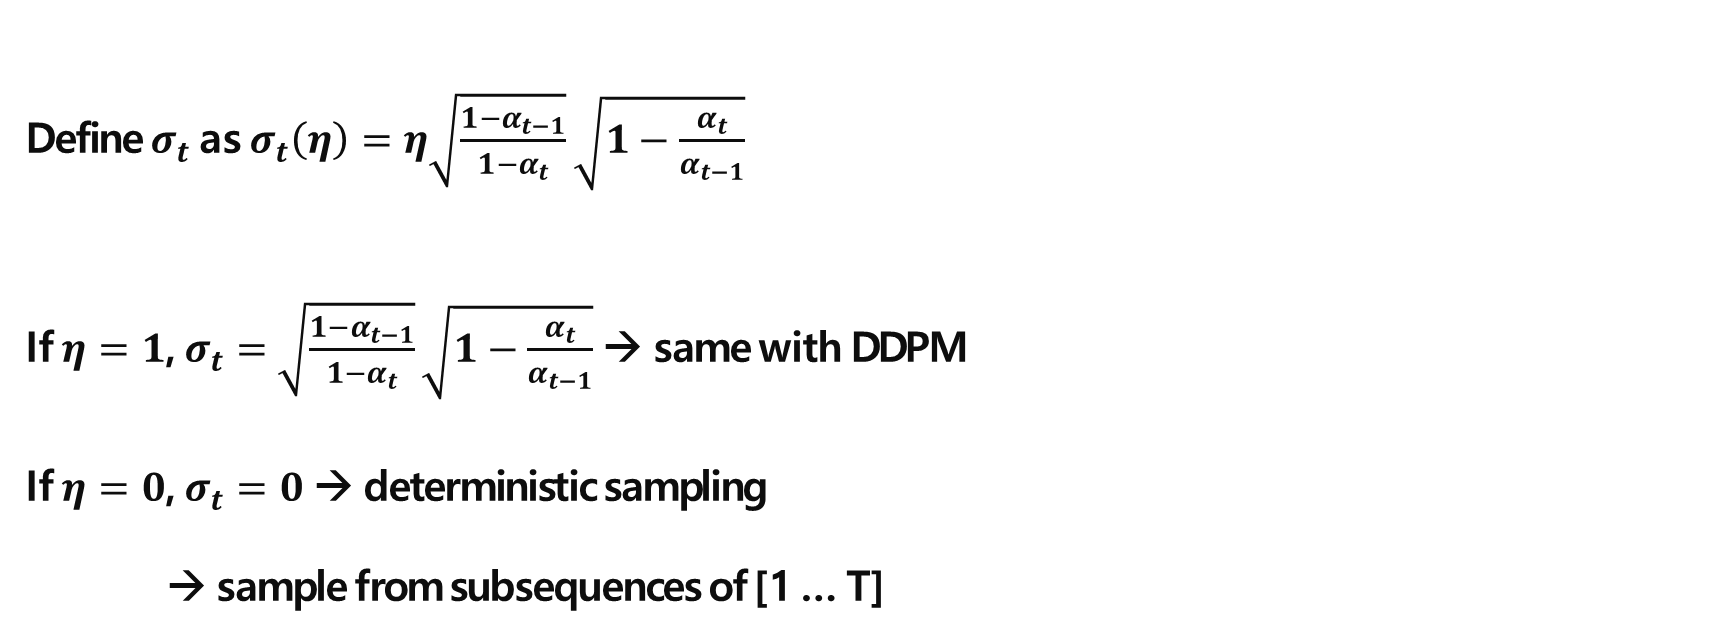 Define σ_t as σ_t(η) = η√((1−α_{t−1})/(1−α_t)) √(1 − α_t/α_{t−1})
If η = 1, σ_t = √((1−α_{t−1})/(1−α_t)) √(1 − α_t/α_{t−1}) → same with DDPM
If η = 0, σ_t = 0 → deterministic sampling
→ sample from subsequences of [1 … T]